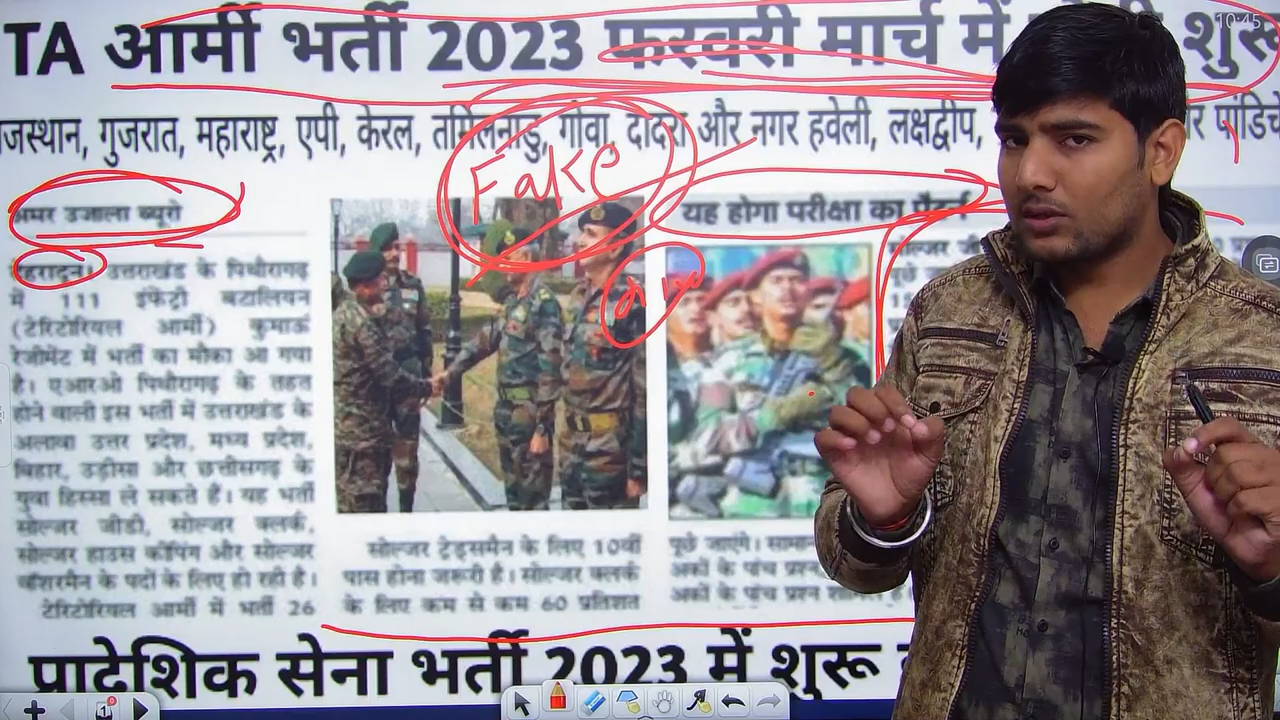 TA आर्मी भर्ती 2023 फरवरी मार्च में शुरू
10:45
राजस्थान, गुजरात, महाराष्ट्र, एपी, केरल, तमिलनाडु, गोवा, दादरा और नगर हवेली, लक्षद्वीप,
Fake
अमर उजाला ब्यूरो
यह होगा परीक्षा का पैटर्न
देहरादून। उत्तराखंड के पिथौरागढ़
में 111 इंफेंट्री बटालियन
(टेरिटोरियल आर्मी) कुमाऊं
रेजीमेंट में भर्ती का मौका आ गया
है। एआरओ पिथौरागढ़ के तहत
होने वाली इस भर्ती में उत्तराखंड के
अलावा उत्तर प्रदेश, मध्य प्रदेश,
बिहार, उड़ीसा और छत्तीसगढ़ के
युवा हिस्सा ले सकते हैं। यह भर्ती
सोल्जर जीडी, सोल्जर क्लर्क,
सोल्जर हाउस कीपिंग और सोल्जर
वॉशरमैन के पदों के लिए हो रही है।
टेरिटोरियल आर्मी में भर्ती 26
सोल्जर ट्रेड्समैन के लिए 10वीं
पास होना जरूरी है। सोल्जर क्लर्क
के लिए कम से कम 60 प्रतिशत
पूछे जाएंगे। सामान्य
अंकों के पांच प्रश्न
अंकों के पांच प्रश्न
प्रादेशिक सेना भर्ती 2023 में शुरू